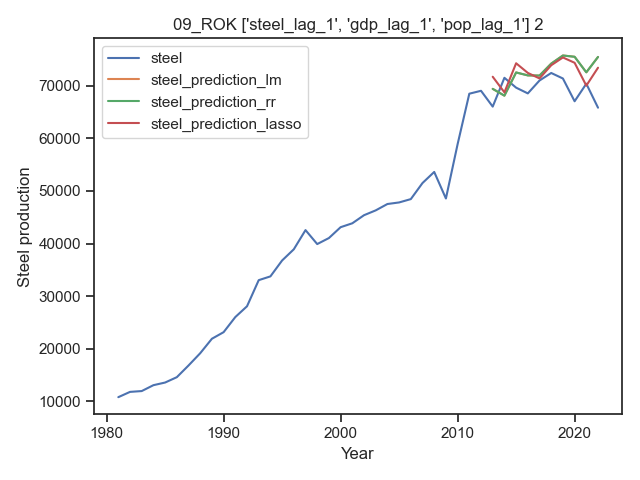 09_ROK ['steel_lag_1', 'gdp_lag_1', 'pop_lag_1'] 2
steel
steel_prediction_lm
steel_prediction_rr
steel_prediction_lasso
Steel production
70000
60000
50000
40000
30000
20000
10000
1980 1990 2000 2010 2020
Year